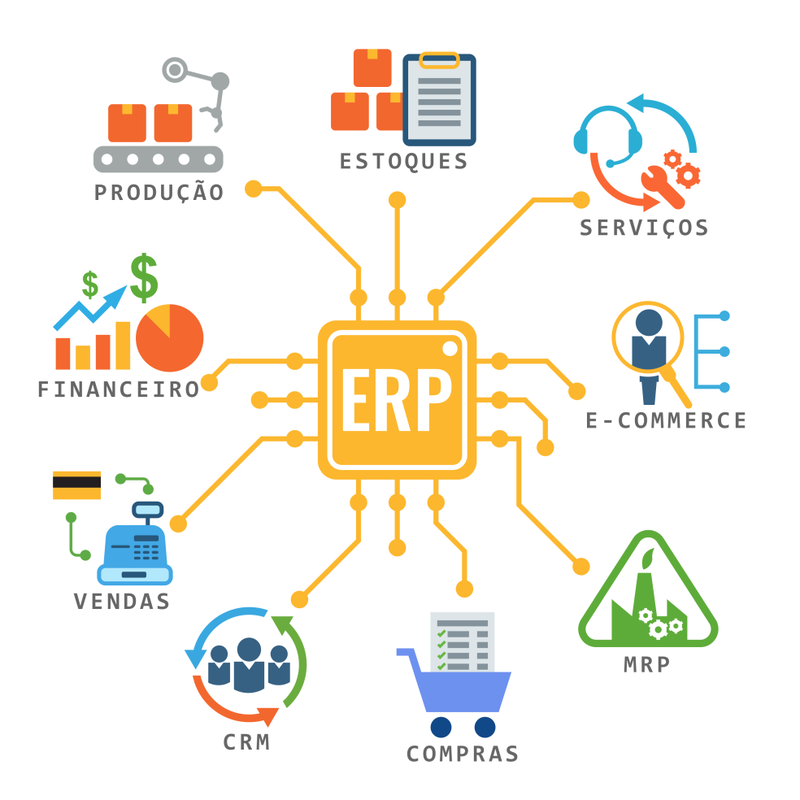 ESTOQUES
PRODUÇÃO
SERVIÇOS
$
$
FINANCEIRO
ERP
E-COMMERCE
VENDAS
MRP
CRM
COMPRAS